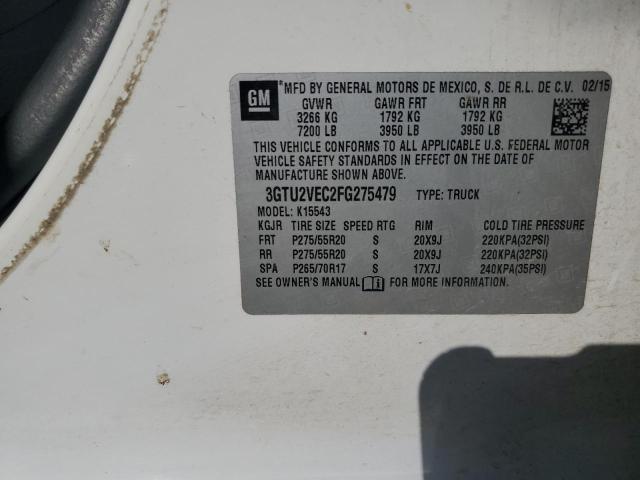 GM MFD BY GENERAL MOTORS DE MEXICO, S. DE R.L. DE C.V. 02/15
GVWR GAWR FRT GAWR RR
3266 KG 1792 KG 1792 KG
7200 LB 3950 LB 3950 LB
THIS VEHICLE CONFORMS TO ALL APPLICABLE U.S. FEDERAL MOTOR
VEHICLE SAFETY STANDARDS IN EFFECT ON THE DATE OF
MANUFACTURE SHOWN ABOVE.
3GTU2VEC2FG275479 TYPE: TRUCK
MODEL: K15543
KGJR TIRE SIZE SPEED RTG RIM COLD TIRE PRESSURE
FRT P275/55R20 S 20X9J 220KPA(32PSI)
RR P275/55R20 S 20X9J 220KPA(32PSI)
SPA P265/70R17 S 17X7J 240KPA(35PSI)
SEE OWNER'S MANUAL FOR MORE INFORMATION.